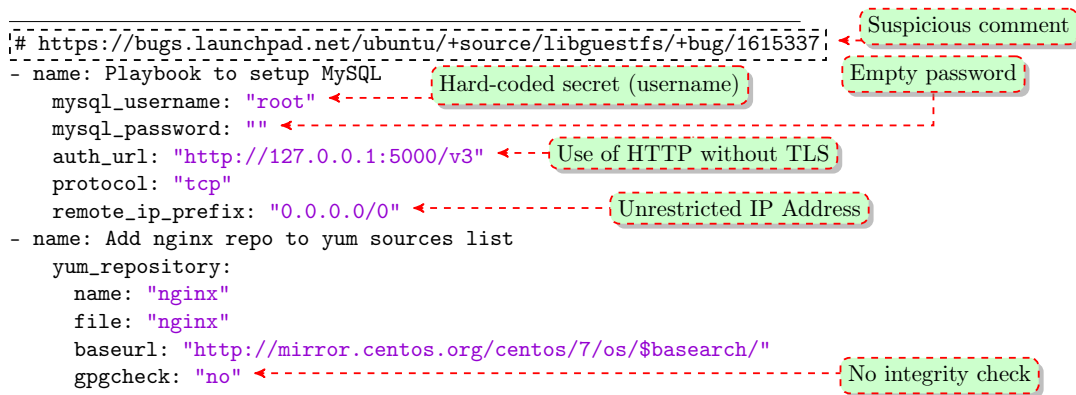 Suspicious comment
# https://bugs.launchpad.net/ubuntu/+source/libguestfs/+bug/1615337
- name: Playbook to setup MySQL
Empty password
mysql_username: "root"
Hard-coded secret (username)
mysql_password: ""
auth_url: "http://127.0.0.1:5000/v3"
Use of HTTP without TLS
protocol: "tcp"
remote_ip_prefix: "0.0.0.0/0"
Unrestricted IP Address
- name: Add nginx repo to yum sources list
yum_repository:
name: "nginx"
file: "nginx"
baseurl: "http://mirror.centos.org/centos/7/os/$basearch/"
gpgcheck: "no"
No integrity check